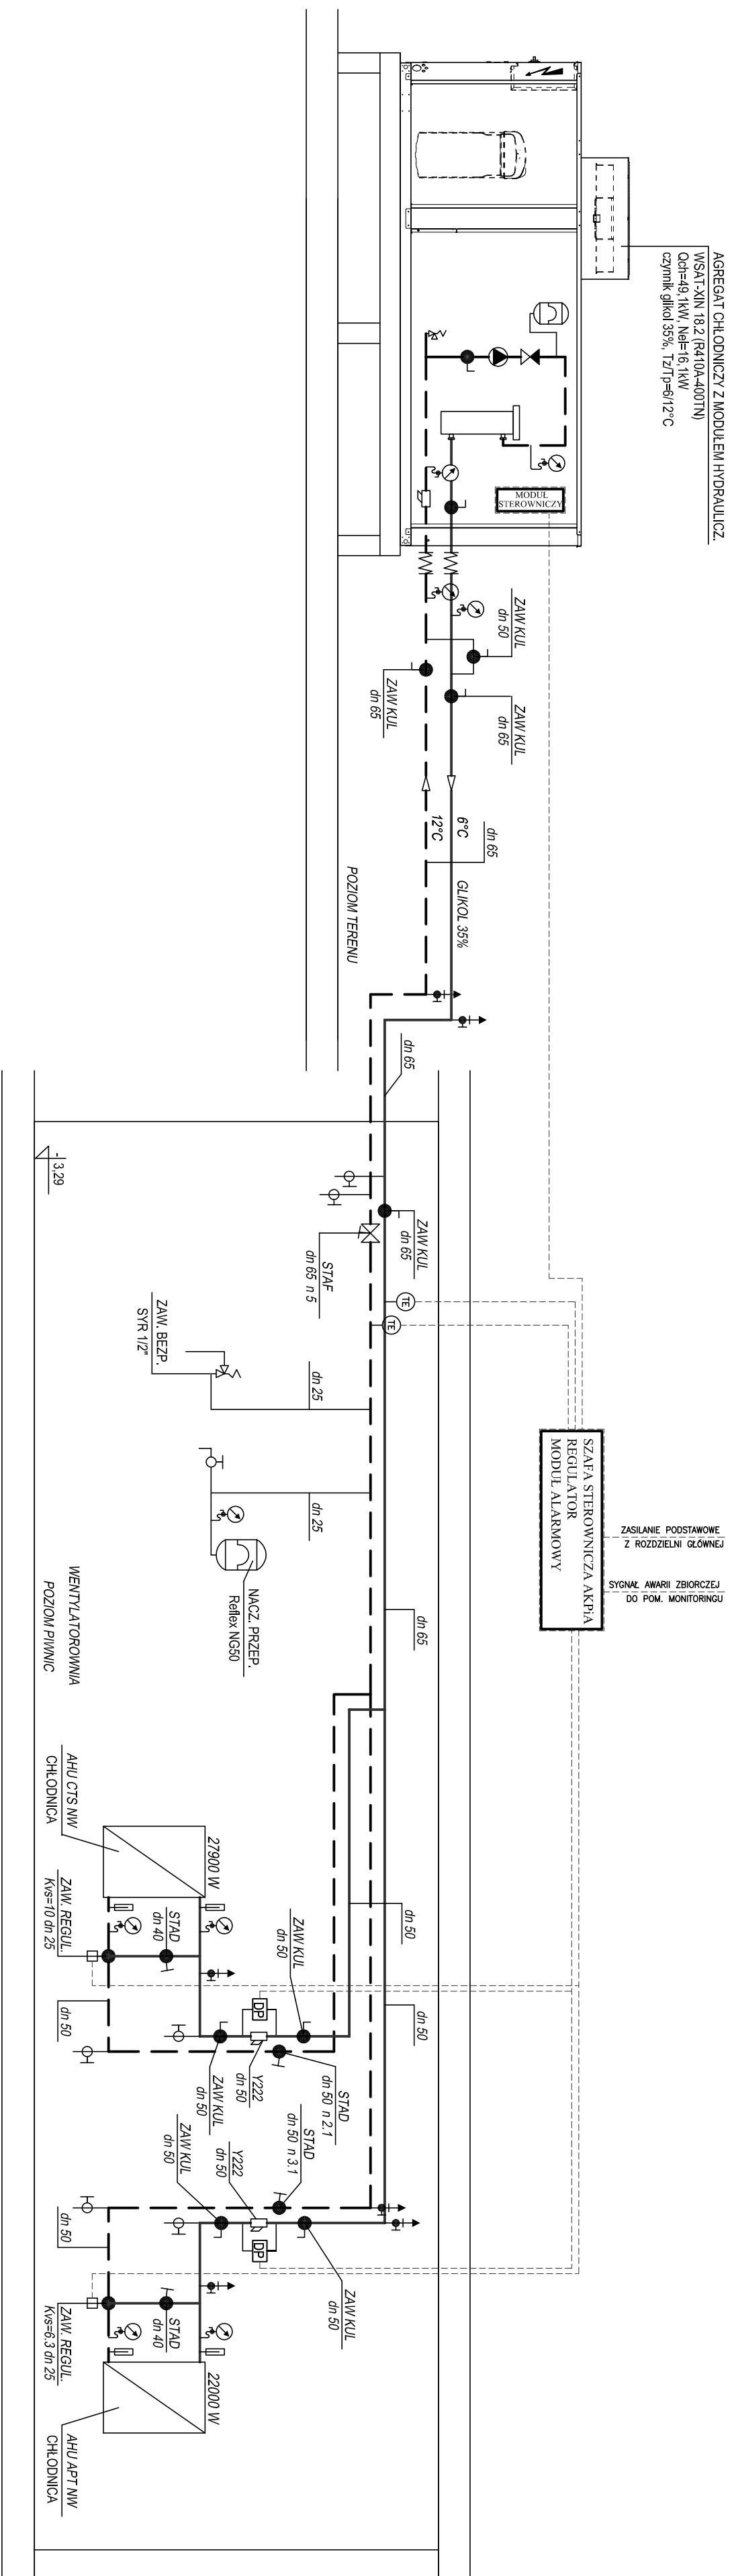 AGREGAT CHŁODNICZY Z MODUŁEM HYDRAULICZ.
WSAT-XIN 18.2 (R410A-400TN)
Qch=49,1kW, Nel=16,1kW
czynnik glikol 35%, Tz/Tp=6/12°C
MODUŁ
STEROWNICZY
ZAW KUL
dn 50
ZAW KUL
dn 65
ZAW KUL
dn 65
6°C
12°C
dn 65
GLIKOL 35%
POZIOM TERENU
dn 65
- 3,29
ZAW KUL
dn 65
STAF
dn 65 n 5
TE
TE
ZAW. BEZP.
SYR 1/2"
dn 25
dn 25
NACZ. PRZEP.
Reflex NG50
SZAFA STEROWNICZA AKPiA
REGULATOR
MODUŁ ALARMOWY
ZASILANIE PODSTAWOWE
Z ROZDZIELNI GŁÓWNEJ
SYGNAŁ AWARII ZBIORCZEJ
DO POM. MONITORINGU
dn 65
WENTYLATOROWNIA
POZIOM PIWNIC
AHU CTS NW
CHŁODNICA
27900 W
ZAW. REGUL.
Kvs=10 dn 25
STAD
dn 40
ZAW KUL
dn 50
dn 50
dn 50
dn 50
DP
ZAW KUL
dn 50
Y222
dn 50
STAD
dn 50 n 2.1
STAD
dn 50 n 3.1
Y222
dn 50
ZAW KUL
dn 50
DP
ZAW KUL
dn 50
dn 50
STAD
dn 40
ZAW. REGUL.
Kvs=6.3 dn 25
22000 W
AHU APT NW
CHŁODNICA